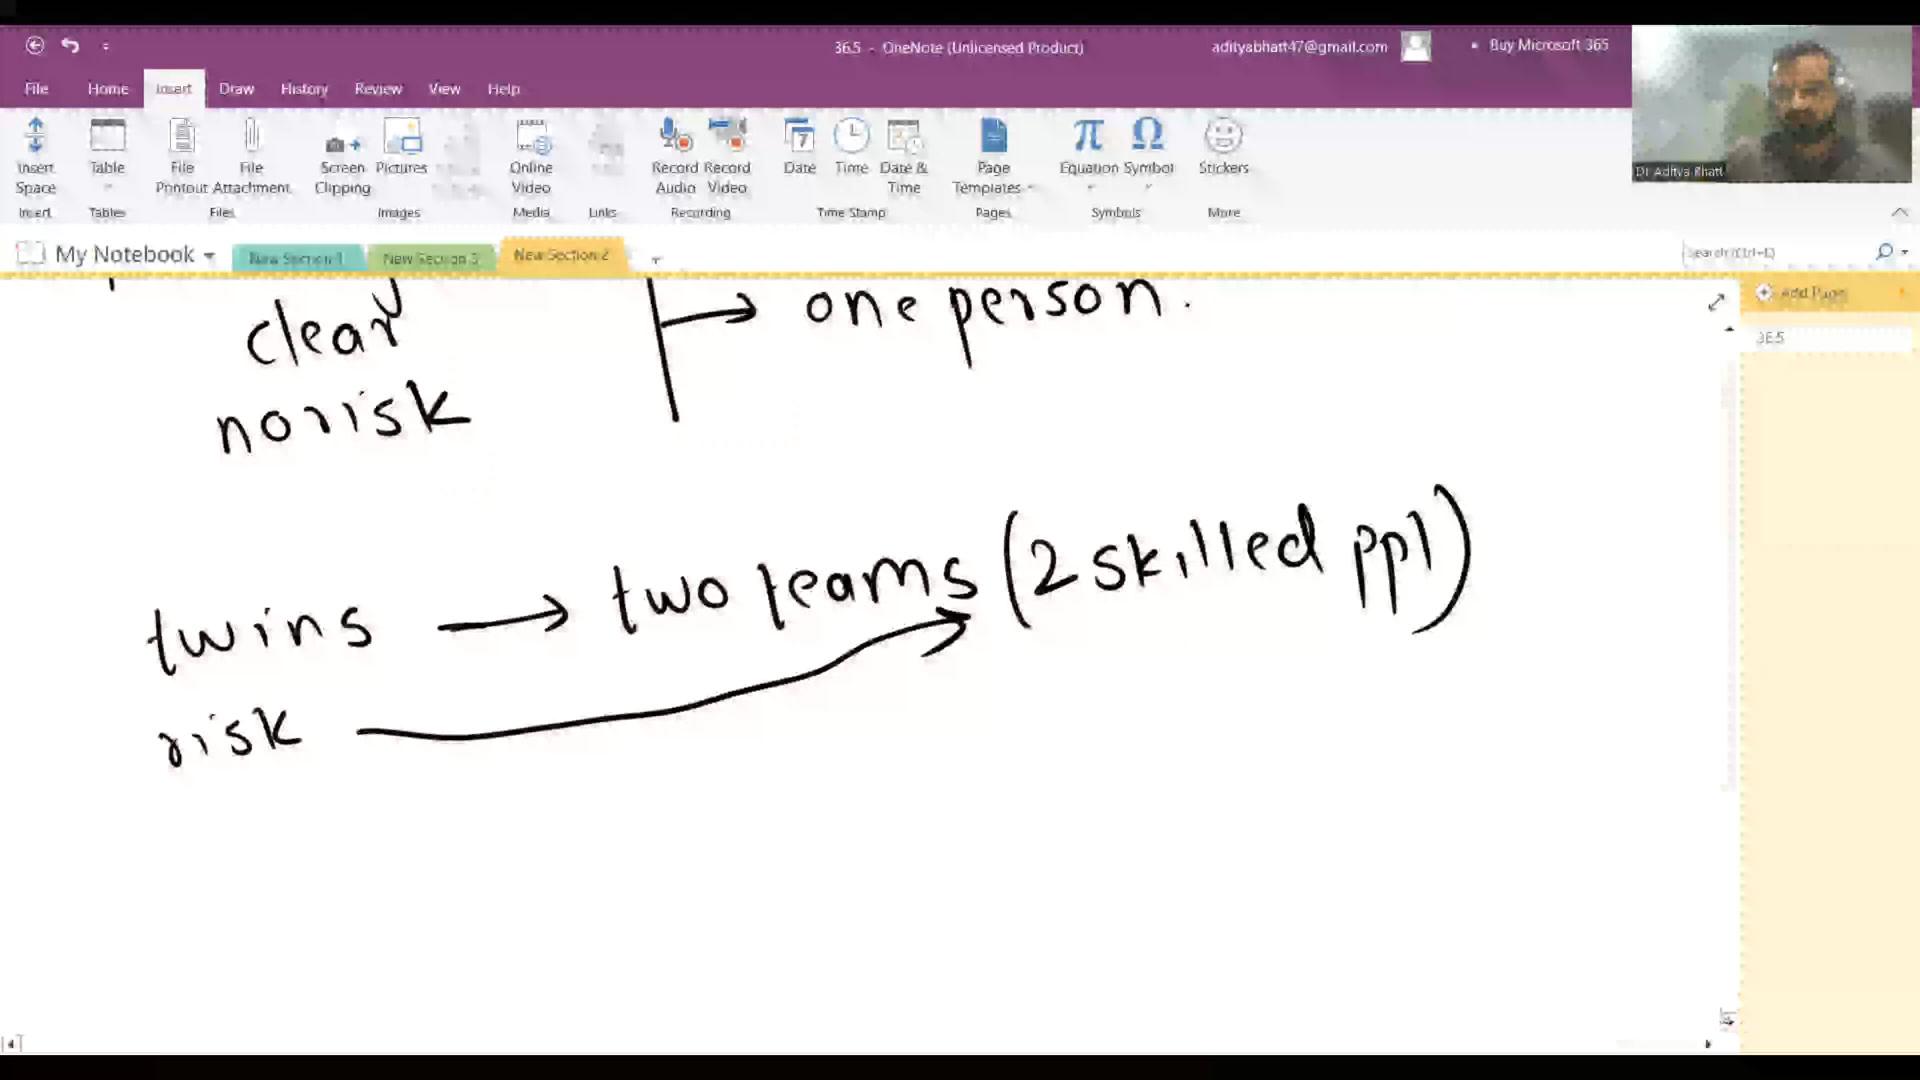 36.5 - OneNote (Unlicensed Product)
adityabhatt47@gmail.com
Buy Microsoft 365
File Home Insert Draw History Review View Help
Insert Space
Table
File Printout
File Attachment
Screen Clipping
Pictures
Online Video
Record Audio
Record Video
Date
Time
Date & Time
Page Templates
Equation
Symbol
Stickers
Insert Tables Files Images Media Links Recording Time Stamp Pages Symbols More
Dr Aditya Bhatt
My Notebook
New Section 1
New Section 3
New Section 2
Search (Ctrl+E)
Add Page
36.5
clear
no risk
one person.
twins → two teams (2 skilled ppl)
risk